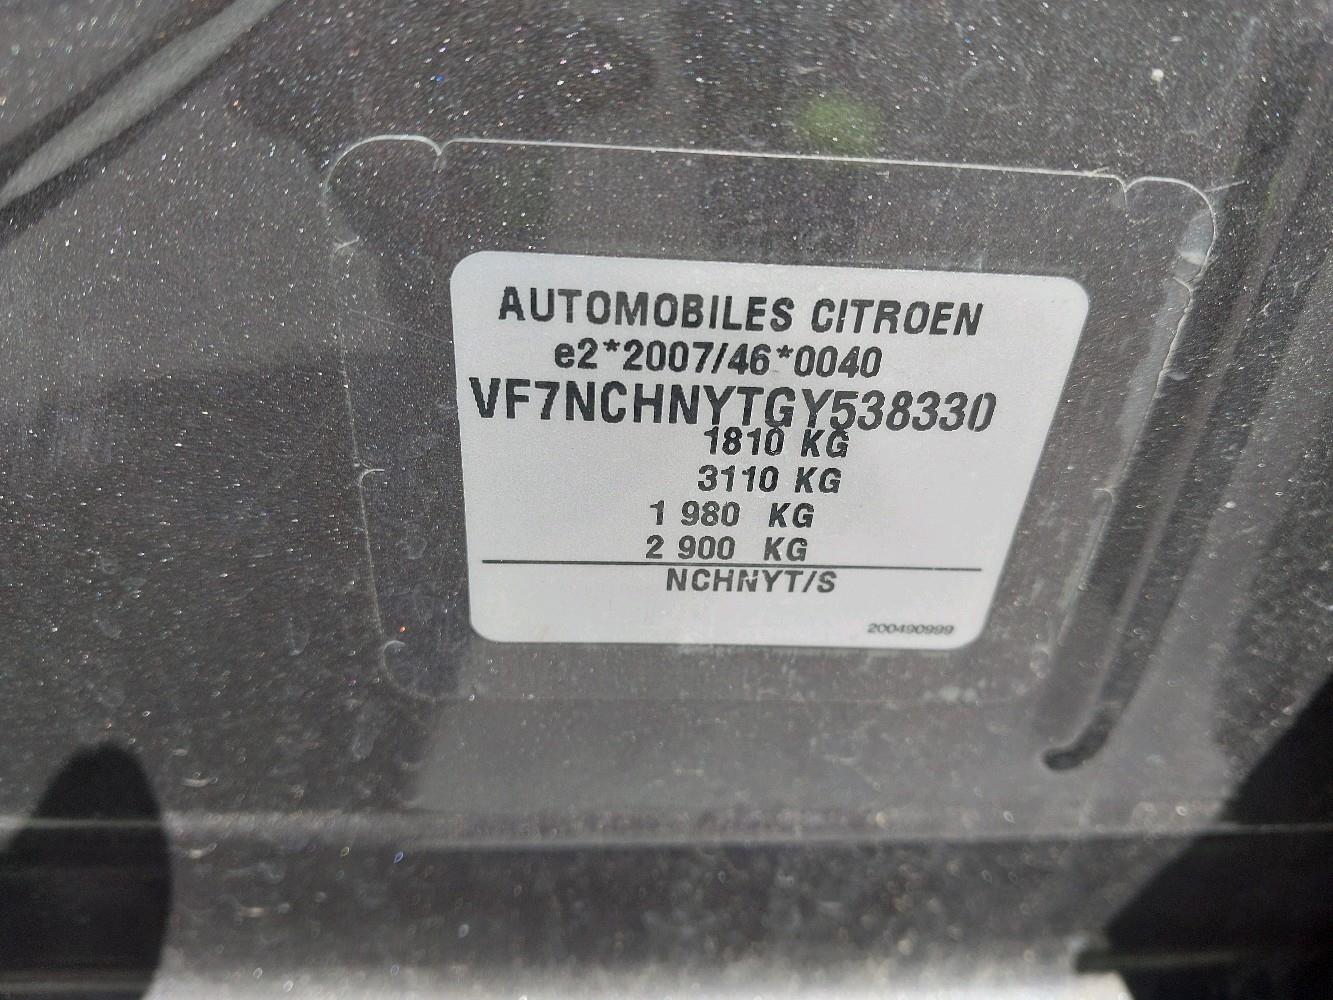 AUTOMOBILES CITROEN
e2*2007/46*0040
VF7NCHNYTGY538330
1810 KG
3110 KG
1 980 KG
2 900 KG
NCHNYT/S
200490999